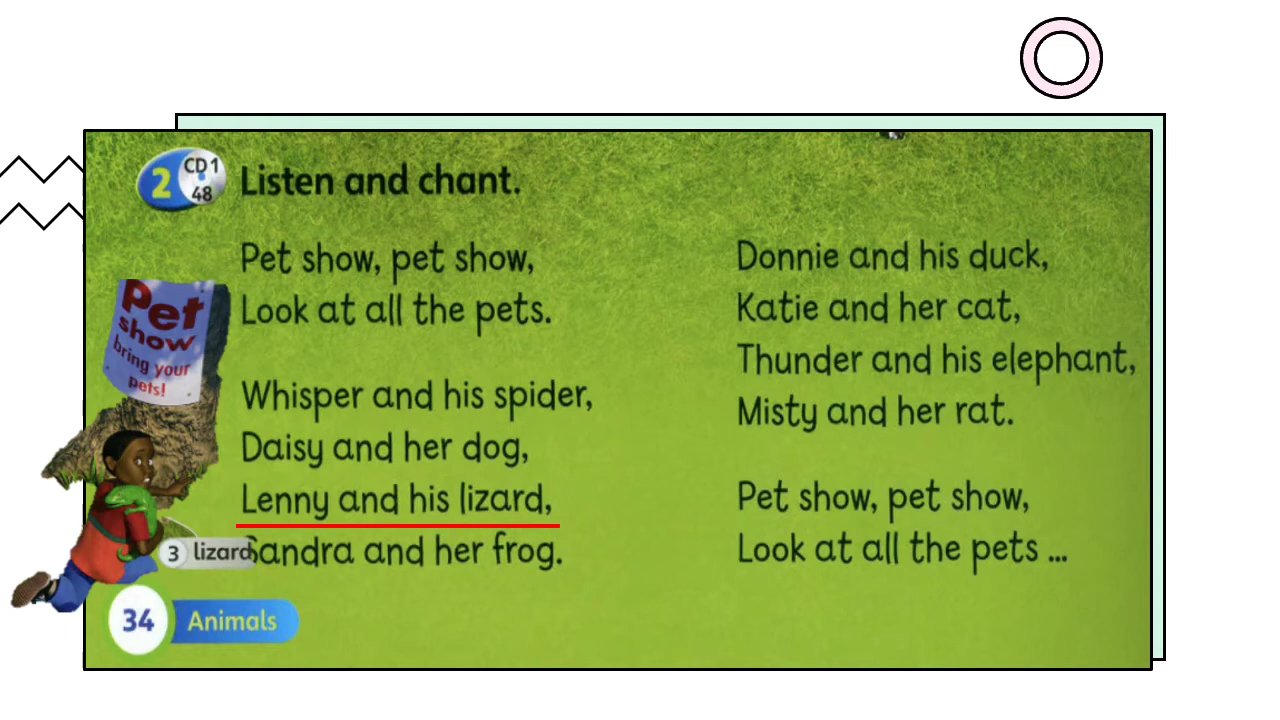 2 CD 1 48 Listen and chant.
Pet show, pet show,
Look at all the pets.
Whisper and his spider,
Daisy and her dog,
Lenny and his lizard,
Sandra and her frog.
Donnie and his duck,
Katie and her cat,
Thunder and his elephant,
Misty and her rat.
Pet show, pet show,
Look at all the pets ...
Pet
show
bring your
pets!
3 lizard
34 Animals